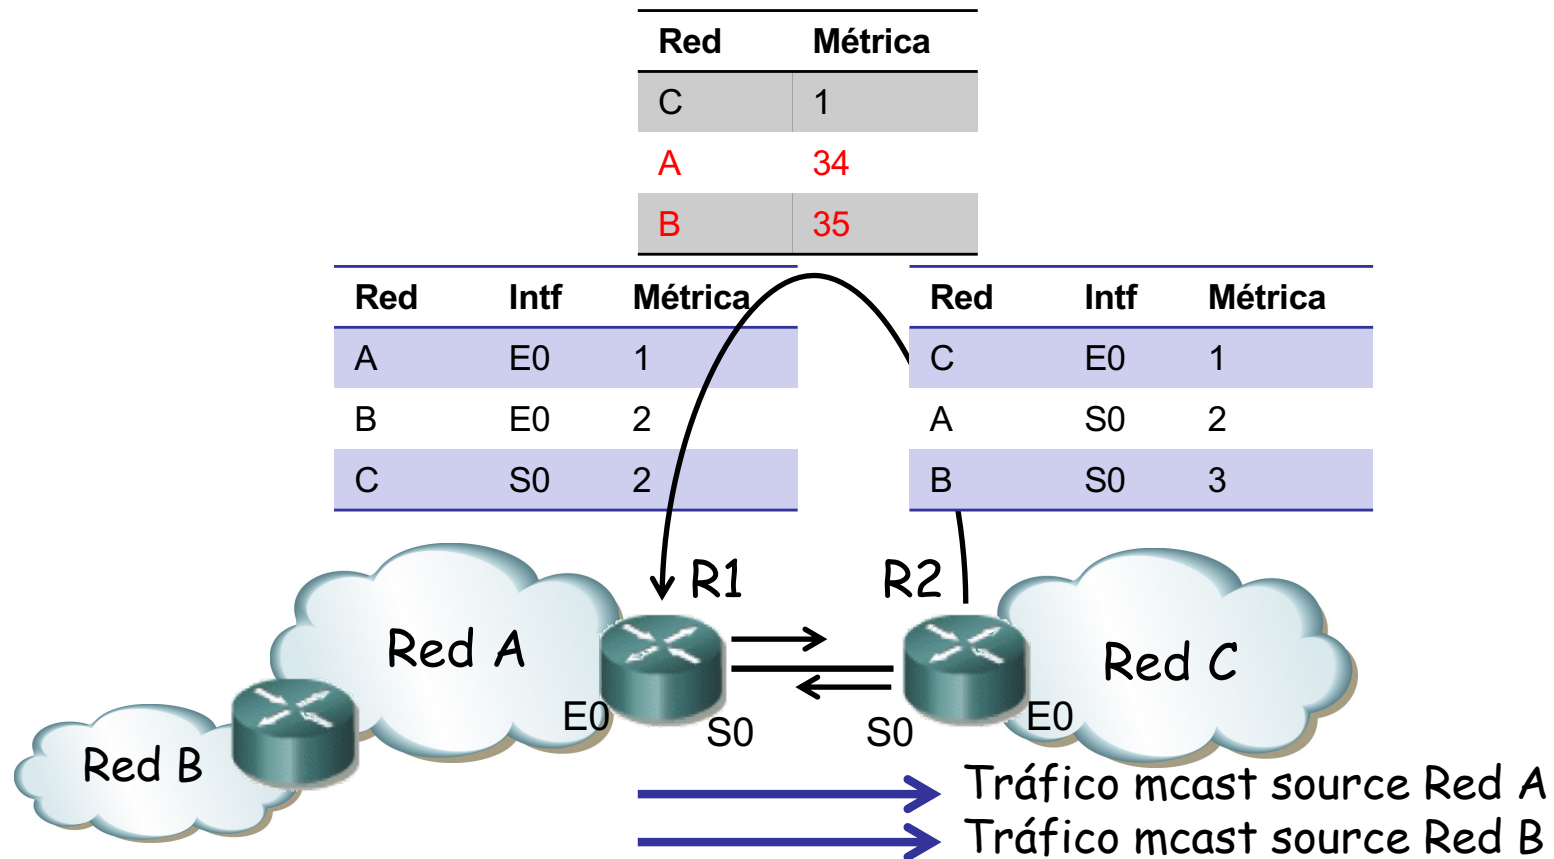 Red Métrica
C 1
A 34
B 35
Red Intf Métrica
A E0 1
B E0 2
C S0 2
Red Intf Métrica
C E0 1
A S0 2
B S0 3
R1
R2
Red A
Red C
E0
S0
S0
E0
Red B
Tráfico mcast source Red A
Tráfico mcast source Red B